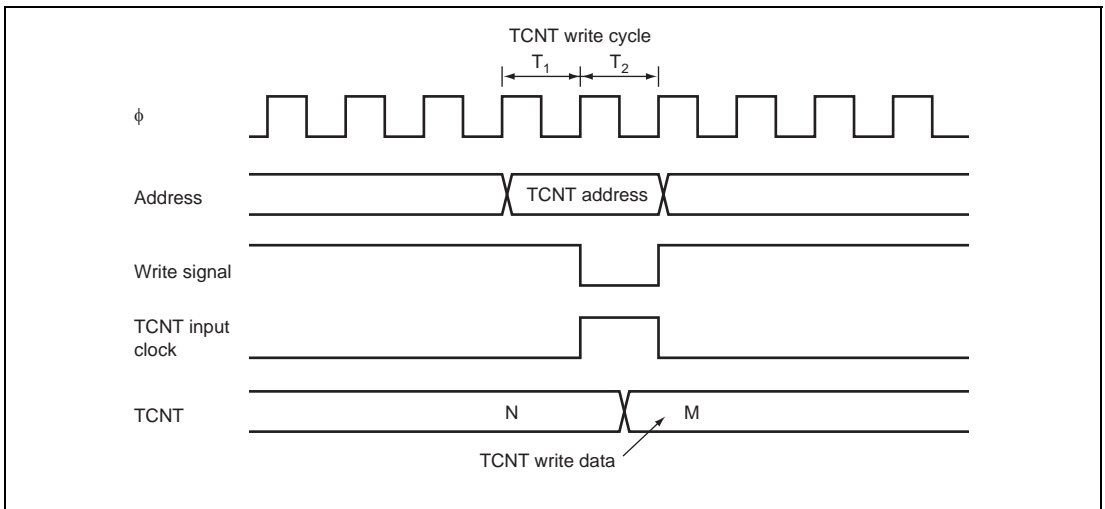 TCNT write cycle
T1 T2
ϕ
Address
TCNT address
Write signal
TCNT input
clock
TCNT
N
M
TCNT write data